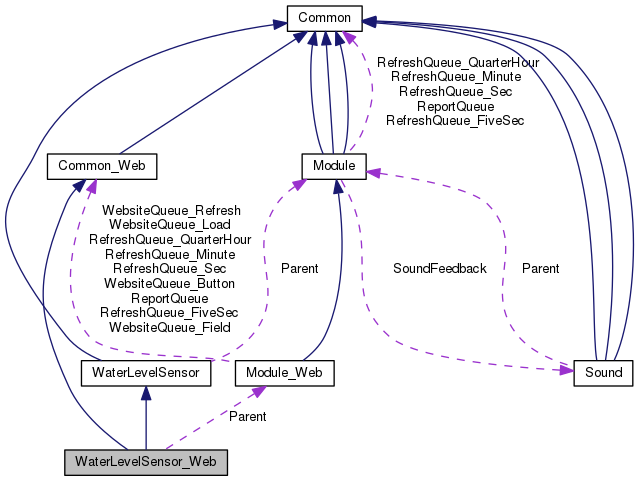 Common
RefreshQueue_QuarterHour
RefreshQueue_Minute
RefreshQueue_Sec
ReportQueue
RefreshQueue_FiveSec
Common_Web
Module
WebsiteQueue_Refresh
WebsiteQueue_Load
RefreshQueue_QuarterHour
RefreshQueue_Minute
RefreshQueue_Sec
WebsiteQueue_Button
ReportQueue
RefreshQueue_FiveSec
WebsiteQueue_Field
Parent
SoundFeedback
Parent
WaterLevelSensor
Module_Web
Sound
Parent
WaterLevelSensor_Web